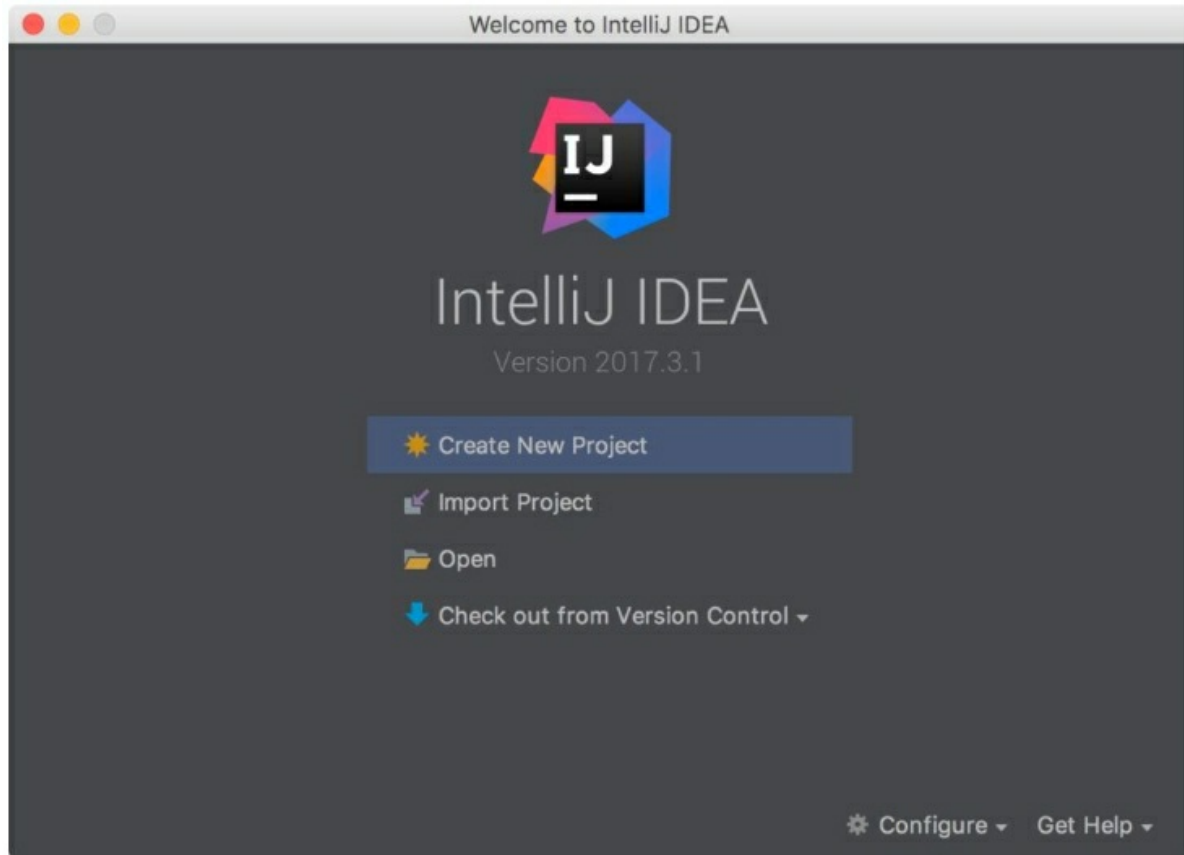 Welcome to IntelliJ IDEA
IJ
IntelliJ IDEA
Version 2017.3.1
Create New Project
Import Project
Open
Check out from Version Control
Configure
Get Help